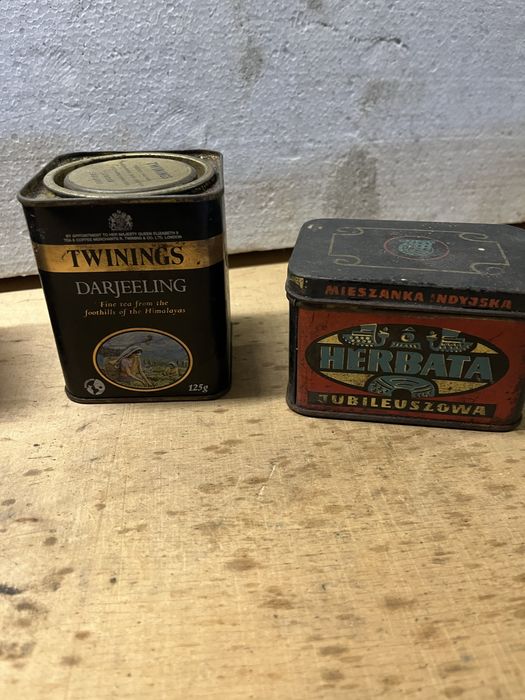 TWININGS
BY APPOINTMENT TO HER MAJESTY QUEEN ELIZABETH II
TEA & COFFEE MERCHANTS R. TWINING & CO. LTD. LONDON
TWININGS
DARJEELING
Fine tea from the
foothills of the Himalayas
125g
MIESZANKA INDYJSKA
HERBATA
JUBILEUSZOWA